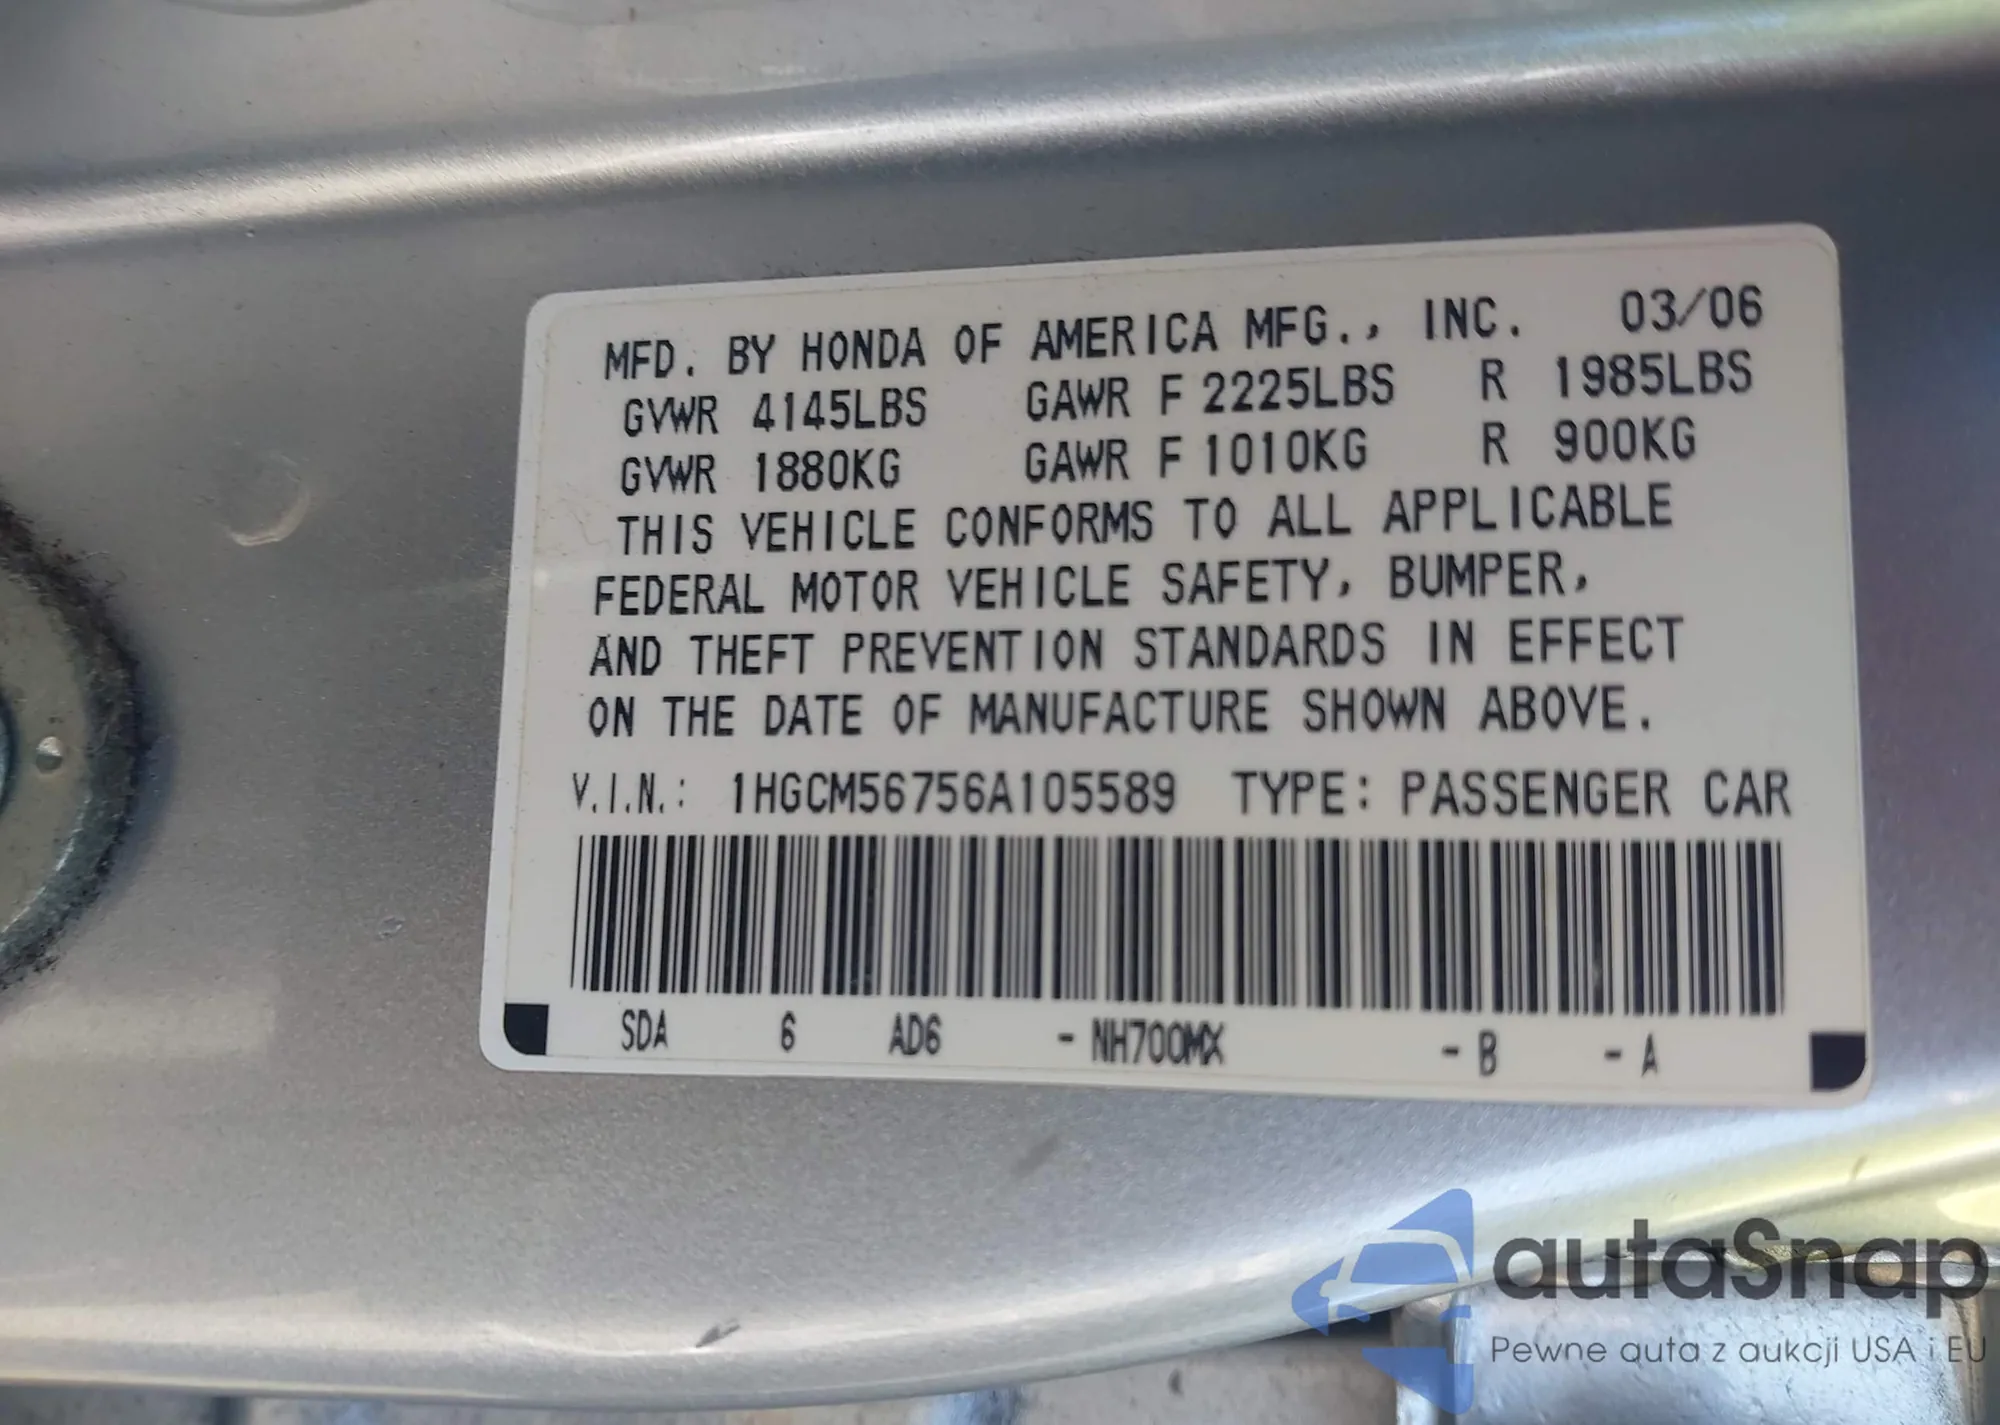 MFD. BY HONDA OF AMERICA MFG., INC. 03/06
GVWR 4145LBS GAWR F 2225LBS R 1985LBS
GVWR 1880KG GAWR F 1010KG R 900KG
THIS VEHICLE CONFORMS TO ALL APPLICABLE
FEDERAL MOTOR VEHICLE SAFETY, BUMPER,
AND THEFT PREVENTION STANDARDS IN EFFECT
ON THE DATE OF MANUFACTURE SHOWN ABOVE.
V.I.N.: 1HGCM56756A105589 TYPE: PASSENGER CAR
SDA 6 AD6 - NH700MX - B - A
autaSnap
Pewne auta z aukcji USA i EU